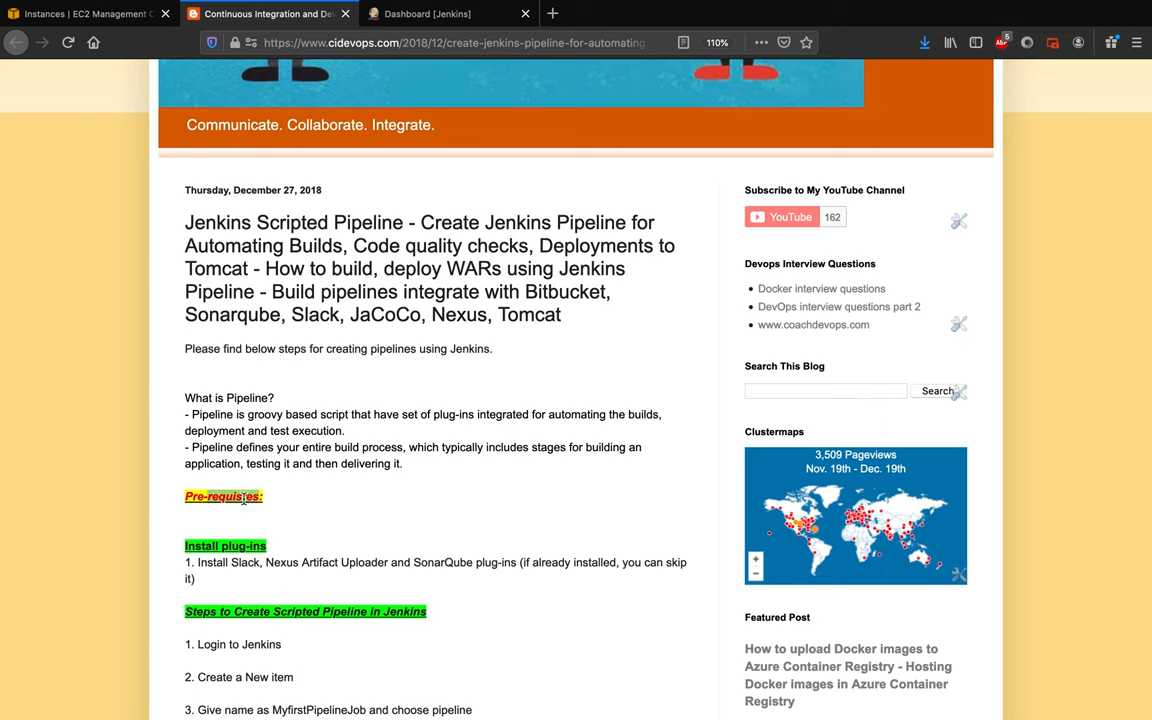 Instances | EC2 Management C
Continuous Integration and De
Dashboard [Jenkins]
https://www.cidevops.com/2018/12/create-jenkins-pipeline-for-automating
110%
ABP
5
Communicate. Collaborate. Integrate.
Thursday, December 27, 2018
Jenkins Scripted Pipeline - Create Jenkins Pipeline for
Automating Builds, Code quality checks, Deployments to
Tomcat - How to build, deploy WARs using Jenkins
Pipeline - Build pipelines integrate with Bitbucket,
Sonarqube, Slack, JaCoCo, Nexus, Tomcat
Please find below steps for creating pipelines using Jenkins.
What is Pipeline?
- Pipeline is groovy based script that have set of plug-ins integrated for automating the builds,
deployment and test execution.
- Pipeline defines your entire build process, which typically includes stages for building an
application, testing it and then delivering it.
Pre-requistes:
Install plug-ins
1. Install Slack, Nexus Artifact Uploader and SonarQube plug-ins (if already installed, you can skip
it)
Steps to Create Scripted Pipeline in Jenkins
1. Login to Jenkins
2. Create a New item
3. Give name as MyfirstPipelineJob and choose pipeline
Subscribe to My YouTube Channel
YouTube 162
Devops Interview Questions
Docker interview questions
DevOps interview questions part 2
www.coachdevops.com
Search This Blog
Search
Clustermaps
3,509 Pageviews
Nov. 19th - Dec. 19th
+
−
Featured Post
How to upload Docker images to
Azure Container Registry - Hosting
Docker images in Azure Container
Registry